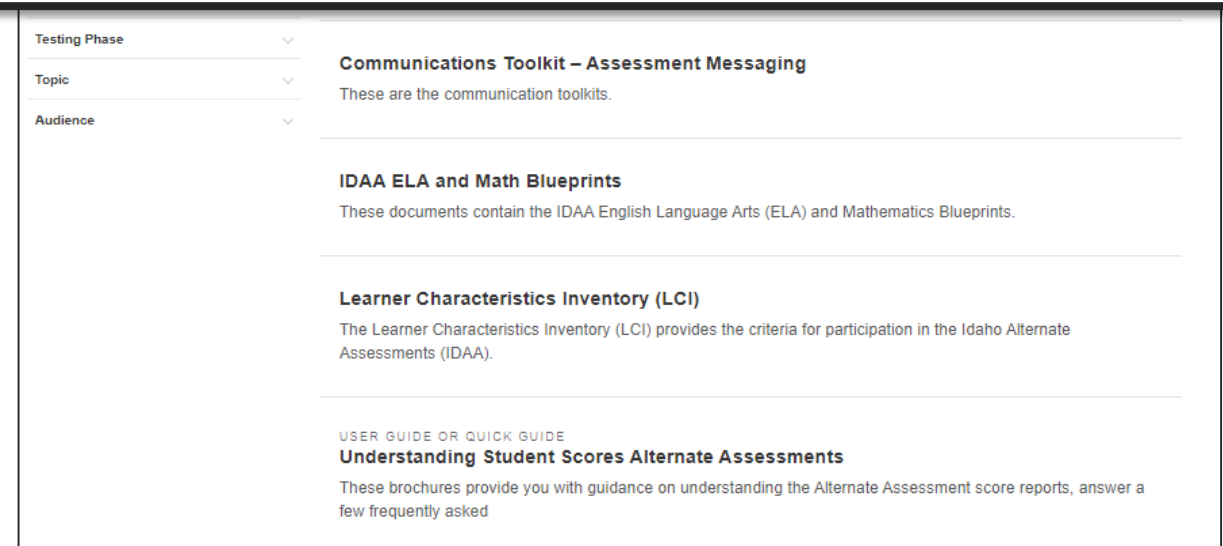 Testing Phase
Topic
Audience
Communications Toolkit – Assessment Messaging
These are the communication toolkits.
IDAA ELA and Math Blueprints
These documents contain the IDAA English Language Arts (ELA) and Mathematics Blueprints.
Learner Characteristics Inventory (LCI)
The Learner Characteristics Inventory (LCI) provides the criteria for participation in the Idaho Alternate
Assessments (IDAA).
USER GUIDE OR QUICK GUIDE
Understanding Student Scores Alternate Assessments
These brochures provide you with guidance on understanding the Alternate Assessment score reports, answer a
few frequently asked